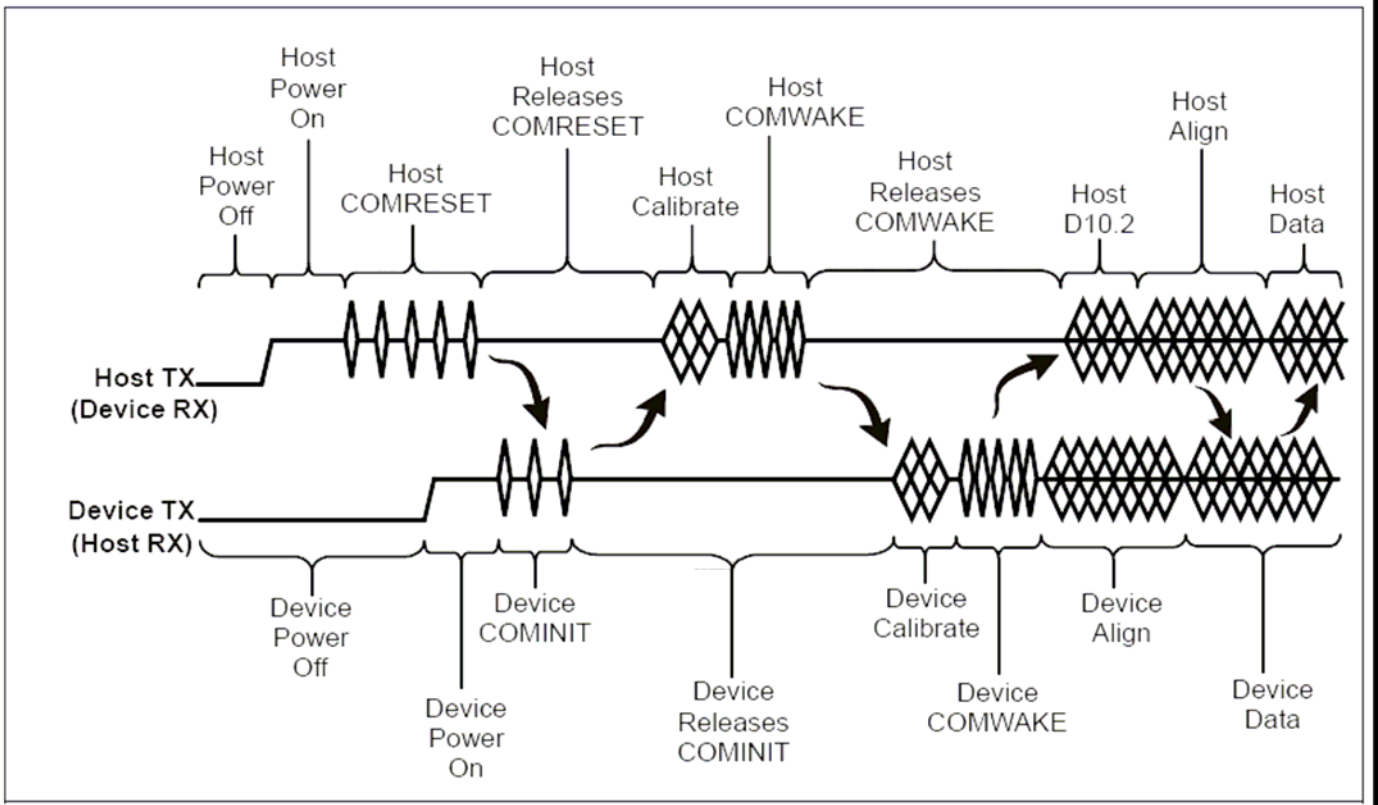 Host
Power
Off
Host
Power
On
Host
COMRESET
Host
Releases
COMRESET
Host
Calibrate
Host
COMWAKE
Host
Releases
COMWAKE
Host
D10.2
Host
Align
Host
Data
Host TX
(Device RX)
Device TX
(Host RX)
Device
Power
Off
Device
Power
On
Device
COMINIT
Device
Releases
COMINIT
Device
Calibrate
Device
COMWAKE
Device
Align
Device
Data